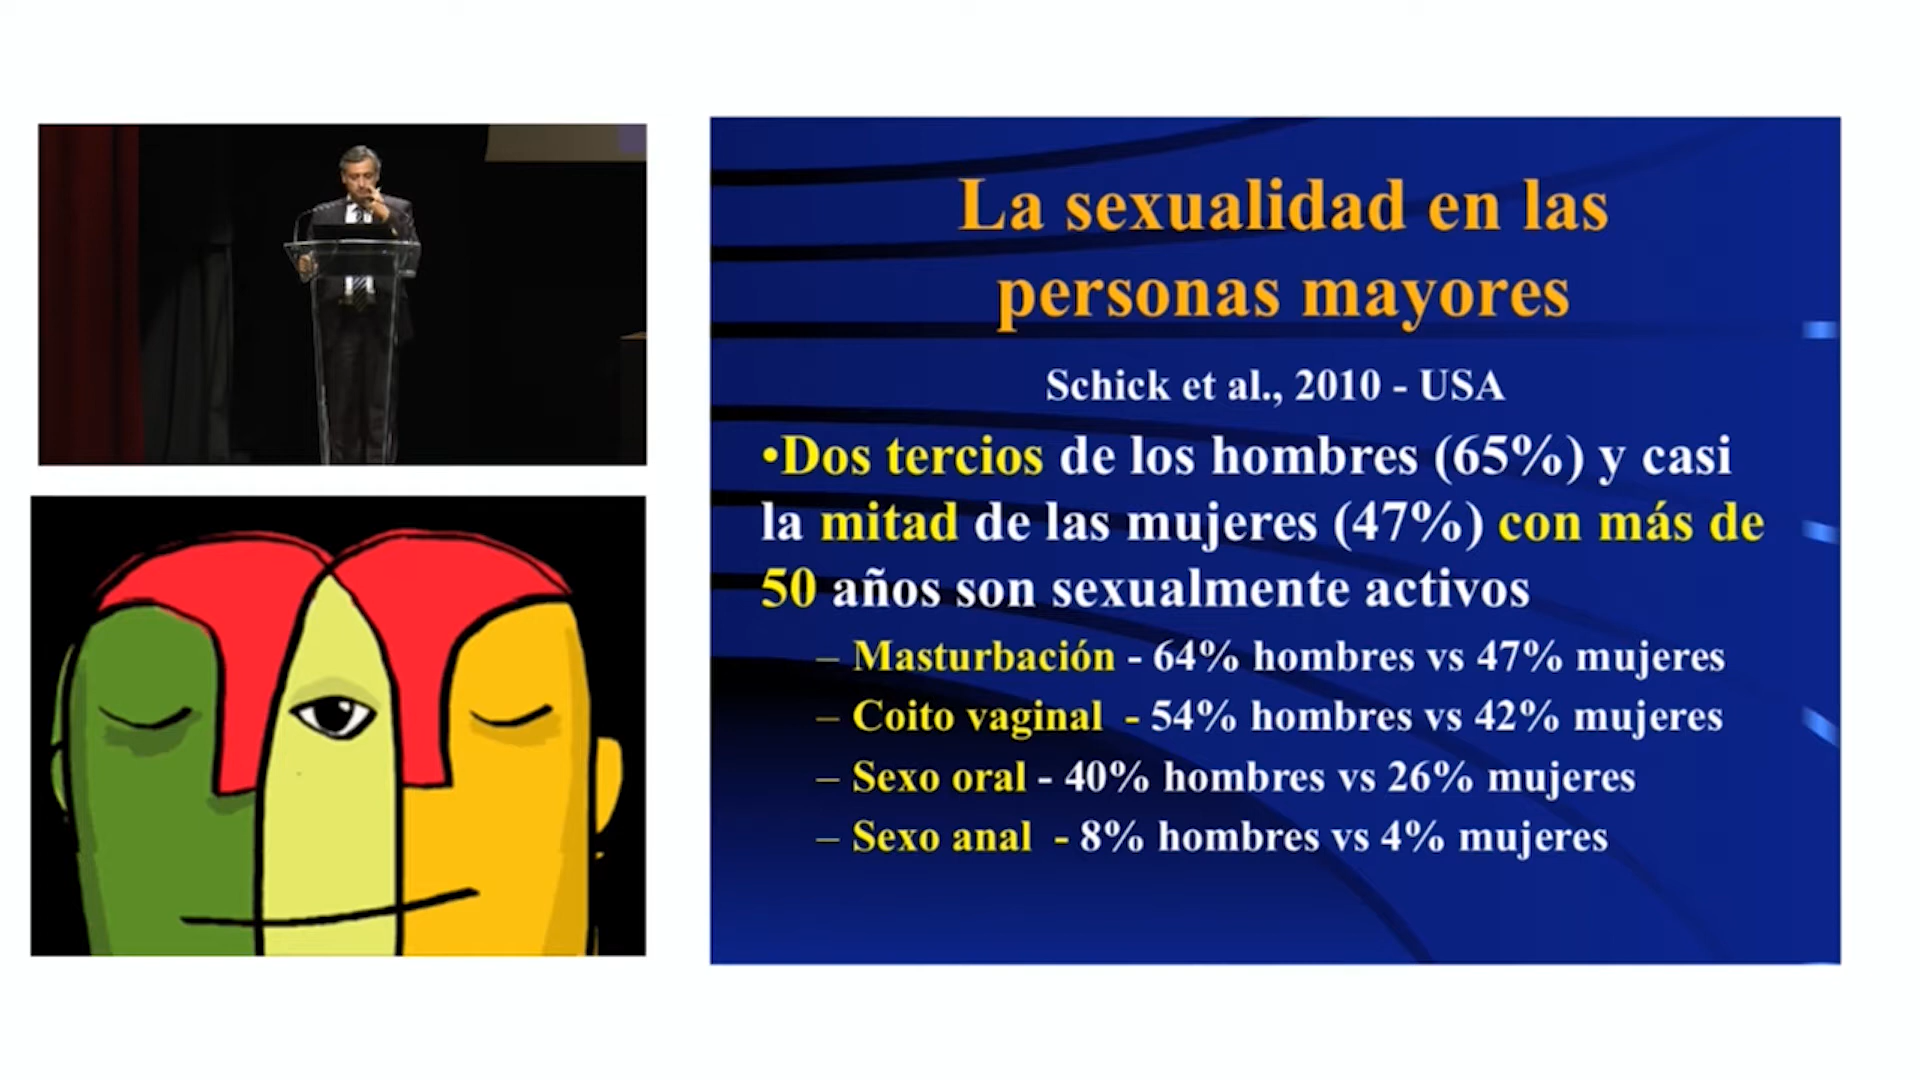 La sexualidad en las
personas mayores
Schick et al., 2010 - USA
•Dos tercios de los hombres (65%) y casi
la mitad de las mujeres (47%) con más de
50 años son sexualmente activos
– Masturbación - 64% hombres vs 47% mujeres
– Coito vaginal - 54% hombres vs 42% mujeres
– Sexo oral - 40% hombres vs 26% mujeres
– Sexo anal - 8% hombres vs 4% mujeres